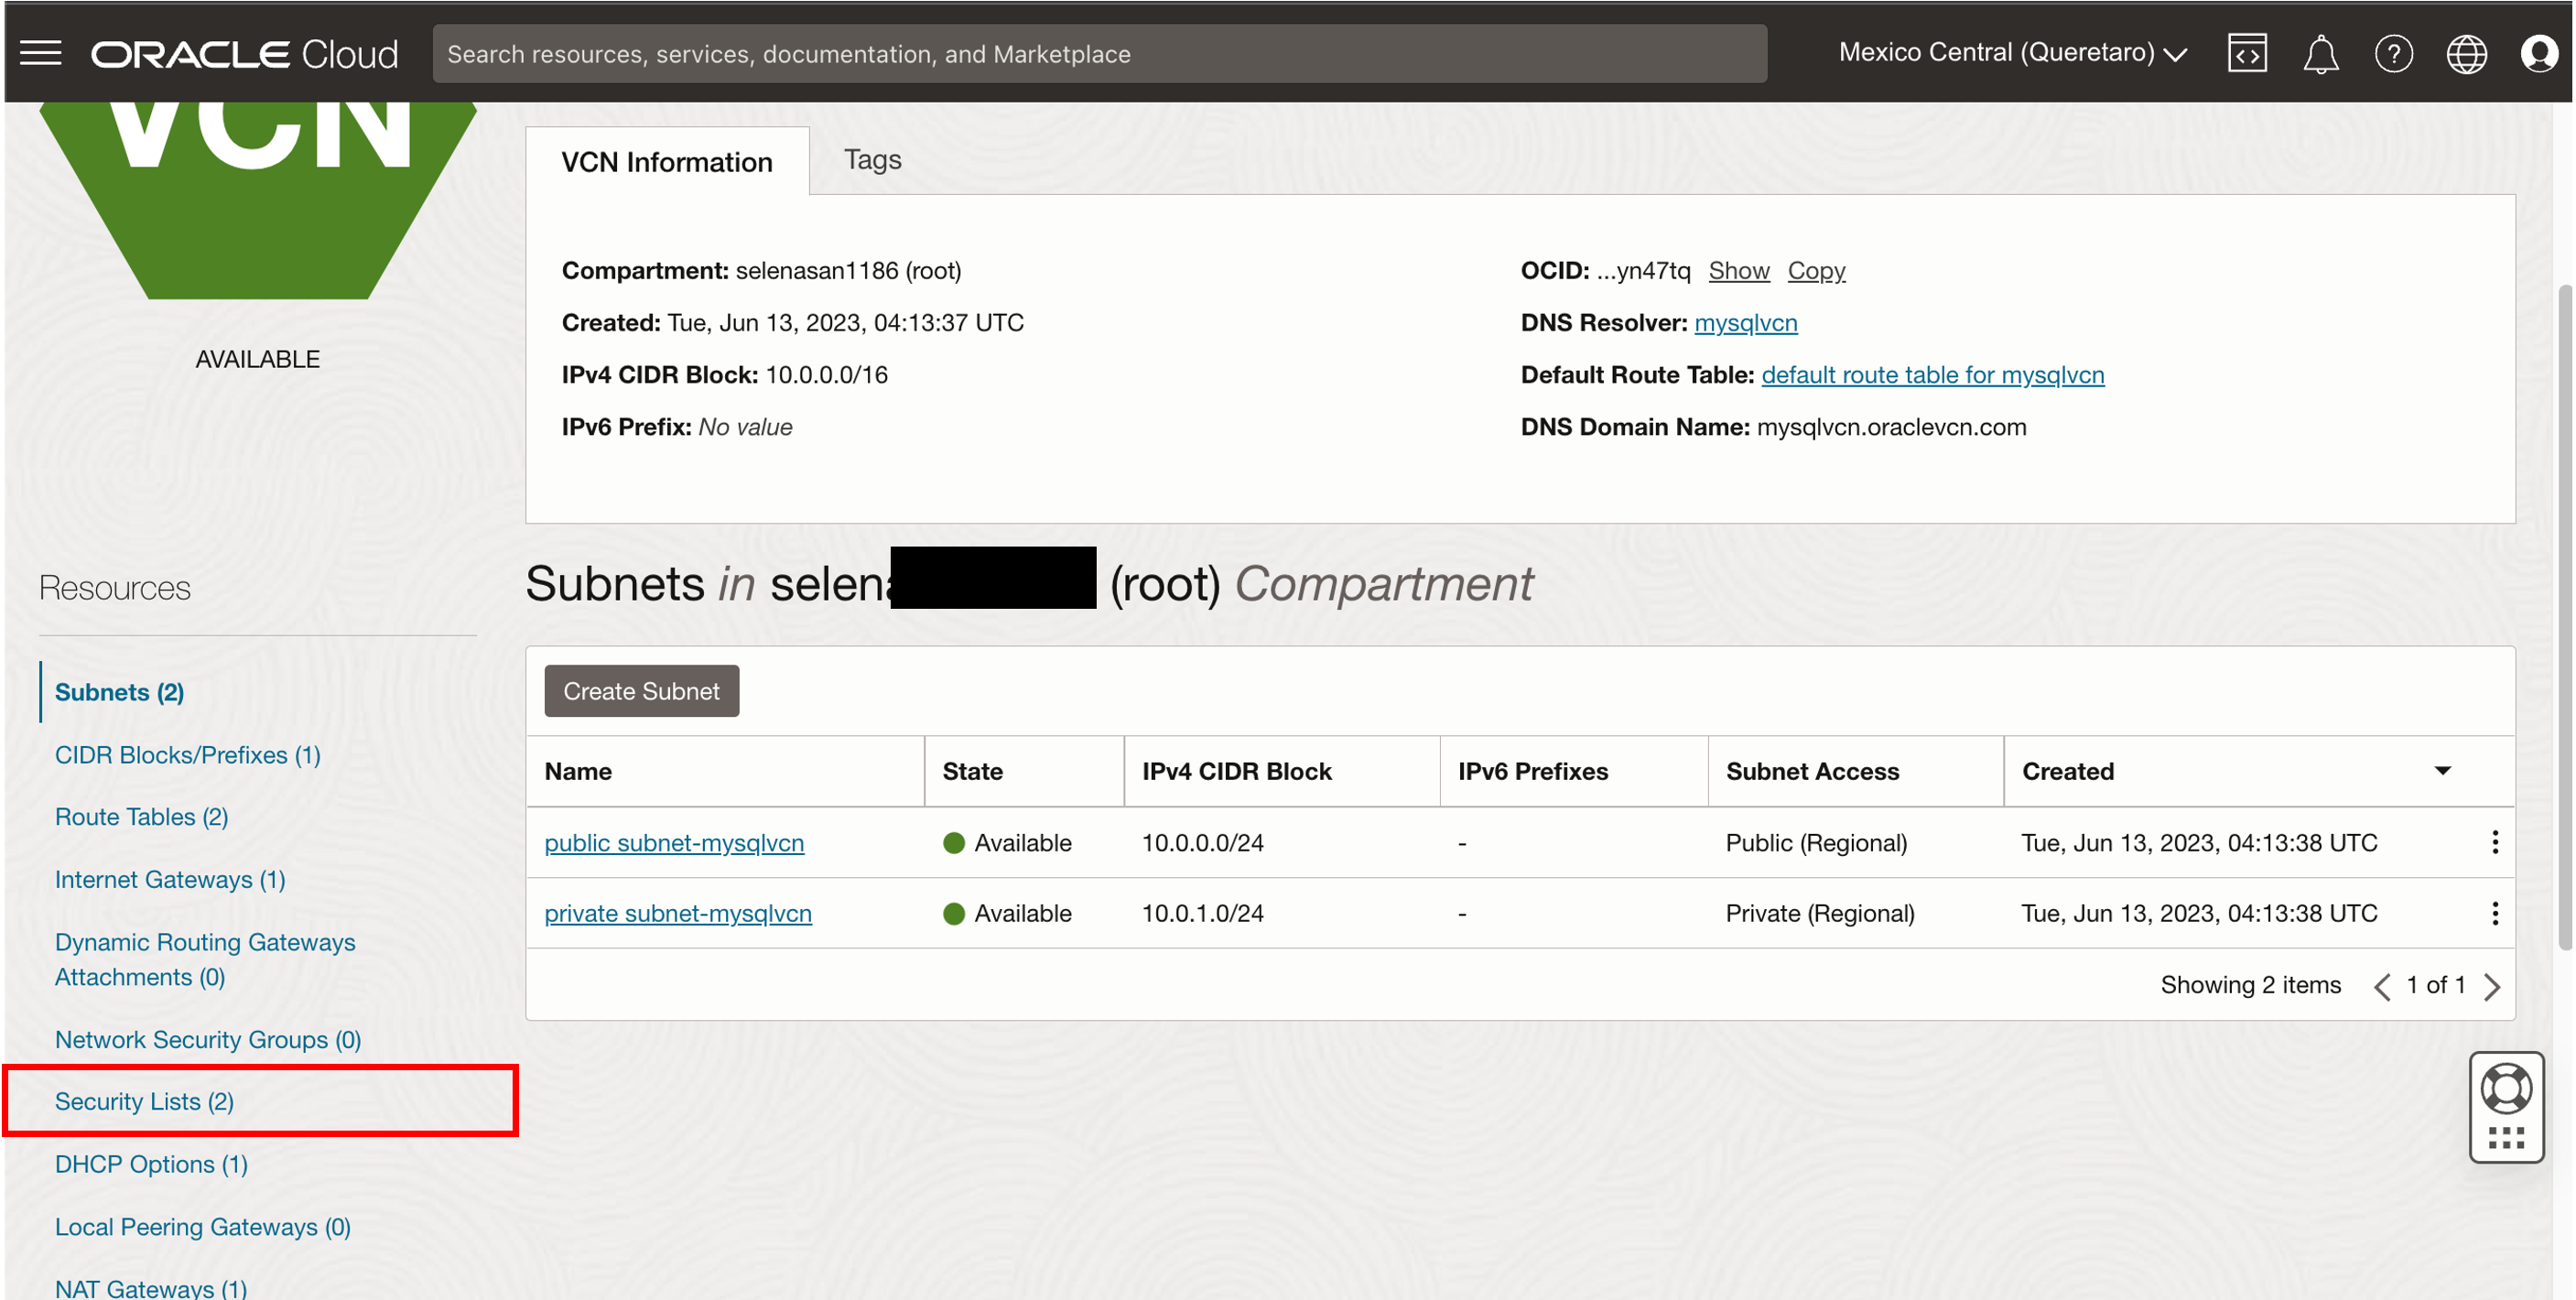 ORACLE Cloud
Search resources, services, documentation, and Marketplace
Mexico Central (Queretaro)
VCN
AVAILABLE
VCN Information
Tags
Compartment: selenasan1186 (root)
Created: Tue, Jun 13, 2023, 04:13:37 UTC
IPv4 CIDR Block: 10.0.0.0/16
IPv6 Prefix: No value
OCID: ...yn47tq Show Copy
DNS Resolver: mysqlvcn
Default Route Table: default route table for mysqlvcn
DNS Domain Name: mysqlvcn.oraclevcn.com
Resources
Subnets (2)
CIDR Blocks/Prefixes (1)
Route Tables (2)
Internet Gateways (1)
Dynamic Routing Gateways
Attachments (0)
Network Security Groups (0)
Security Lists (2)
DHCP Options (1)
Local Peering Gateways (0)
NAT Gateways (1)
Subnets in selena (root) Compartment
Create Subnet
Name State IPv4 CIDR Block IPv6 Prefixes Subnet Access Created
public subnet-mysqlvcn Available 10.0.0.0/24 - Public (Regional) Tue, Jun 13, 2023, 04:13:38 UTC
private subnet-mysqlvcn Available 10.0.1.0/24 - Private (Regional) Tue, Jun 13, 2023, 04:13:38 UTC
Showing 2 items 1 of 1